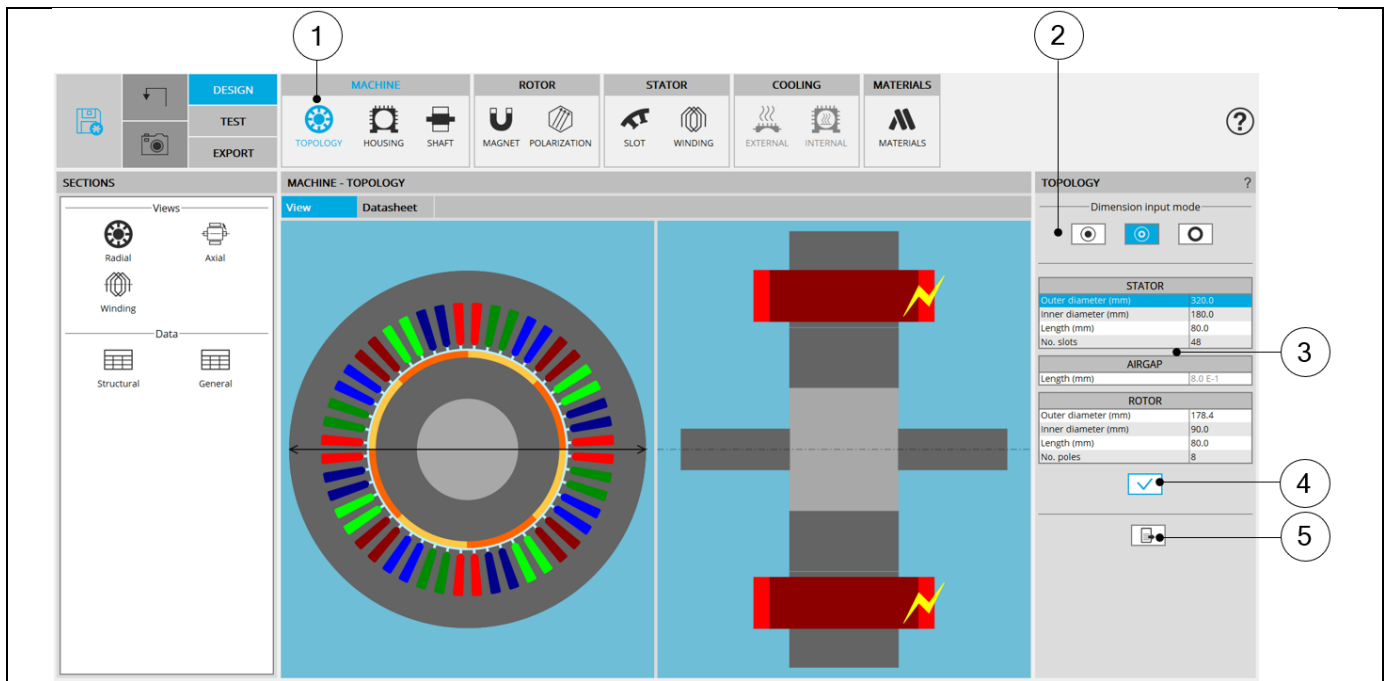 1
2
DESIGN
TEST
EXPORT
MACHINE
TOPOLOGY
HOUSING
SHAFT
ROTOR
MAGNET
POLARIZATION
STATOR
SLOT
WINDING
COOLING
EXTERNAL
INTERNAL
MATERIALS
MATERIALS
?
SECTIONS
Views
Radial
Axial
Winding
Data
Structural
General
MACHINE - TOPOLOGY
View
Datasheet
TOPOLOGY ?
Dimension input mode
STATOR
Outer diameter (mm) 320.0
Inner diameter (mm) 180.0
Length (mm) 80.0
No. slots 48
3
AIRGAP
Length (mm) 8.0 E-1
ROTOR
Outer diameter (mm) 178.4
Inner diameter (mm) 90.0
Length (mm) 80.0
No. poles 8
4
5